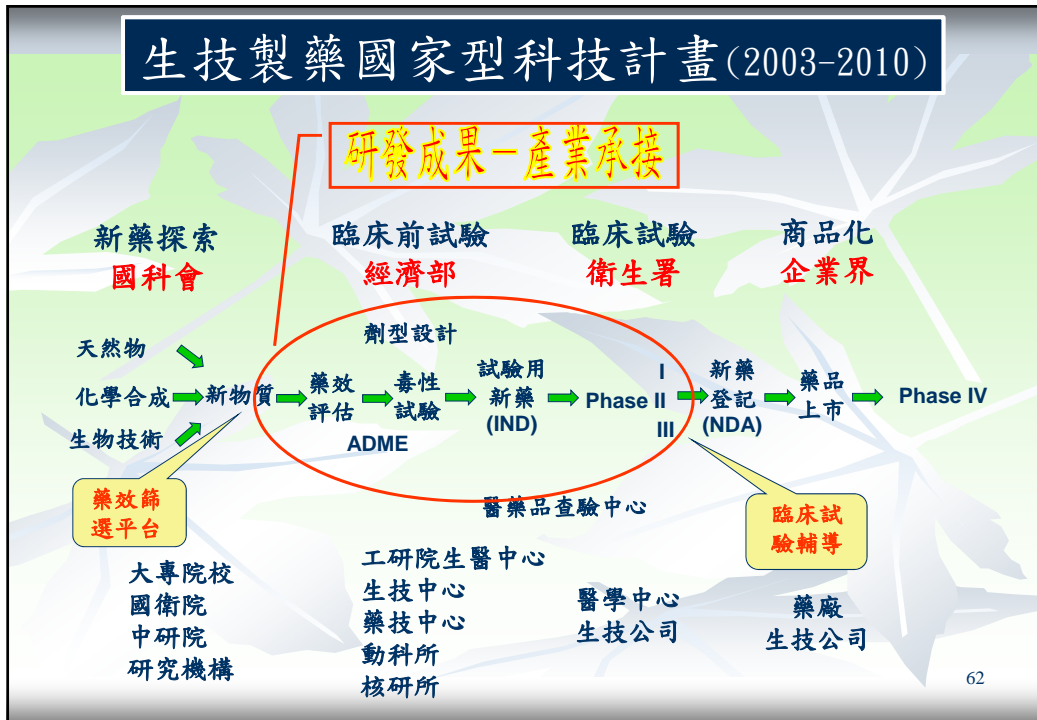 生技製藥國家型科技計畫(2003-2010)
研發成果－產業承接
新藥探索
國科會
臨床前試驗
經濟部
臨床試驗
衛生署
商品化
企業界
天然物
化學合成
生物技術
新物質
劑型設計
藥效
評估
毒性
試驗
ADME
試驗用
新藥
(IND)
Phase
I
II
III
新藥
登記
(NDA)
藥品
上市
Phase IV
藥效篩
選平台
醫藥品查驗中心
臨床試
驗輔導
大專院校
國衛院
中研院
研究機構
工研院生醫中心
生技中心
藥技中心
動科所
核研所
醫學中心
生技公司
藥廠
生技公司
62